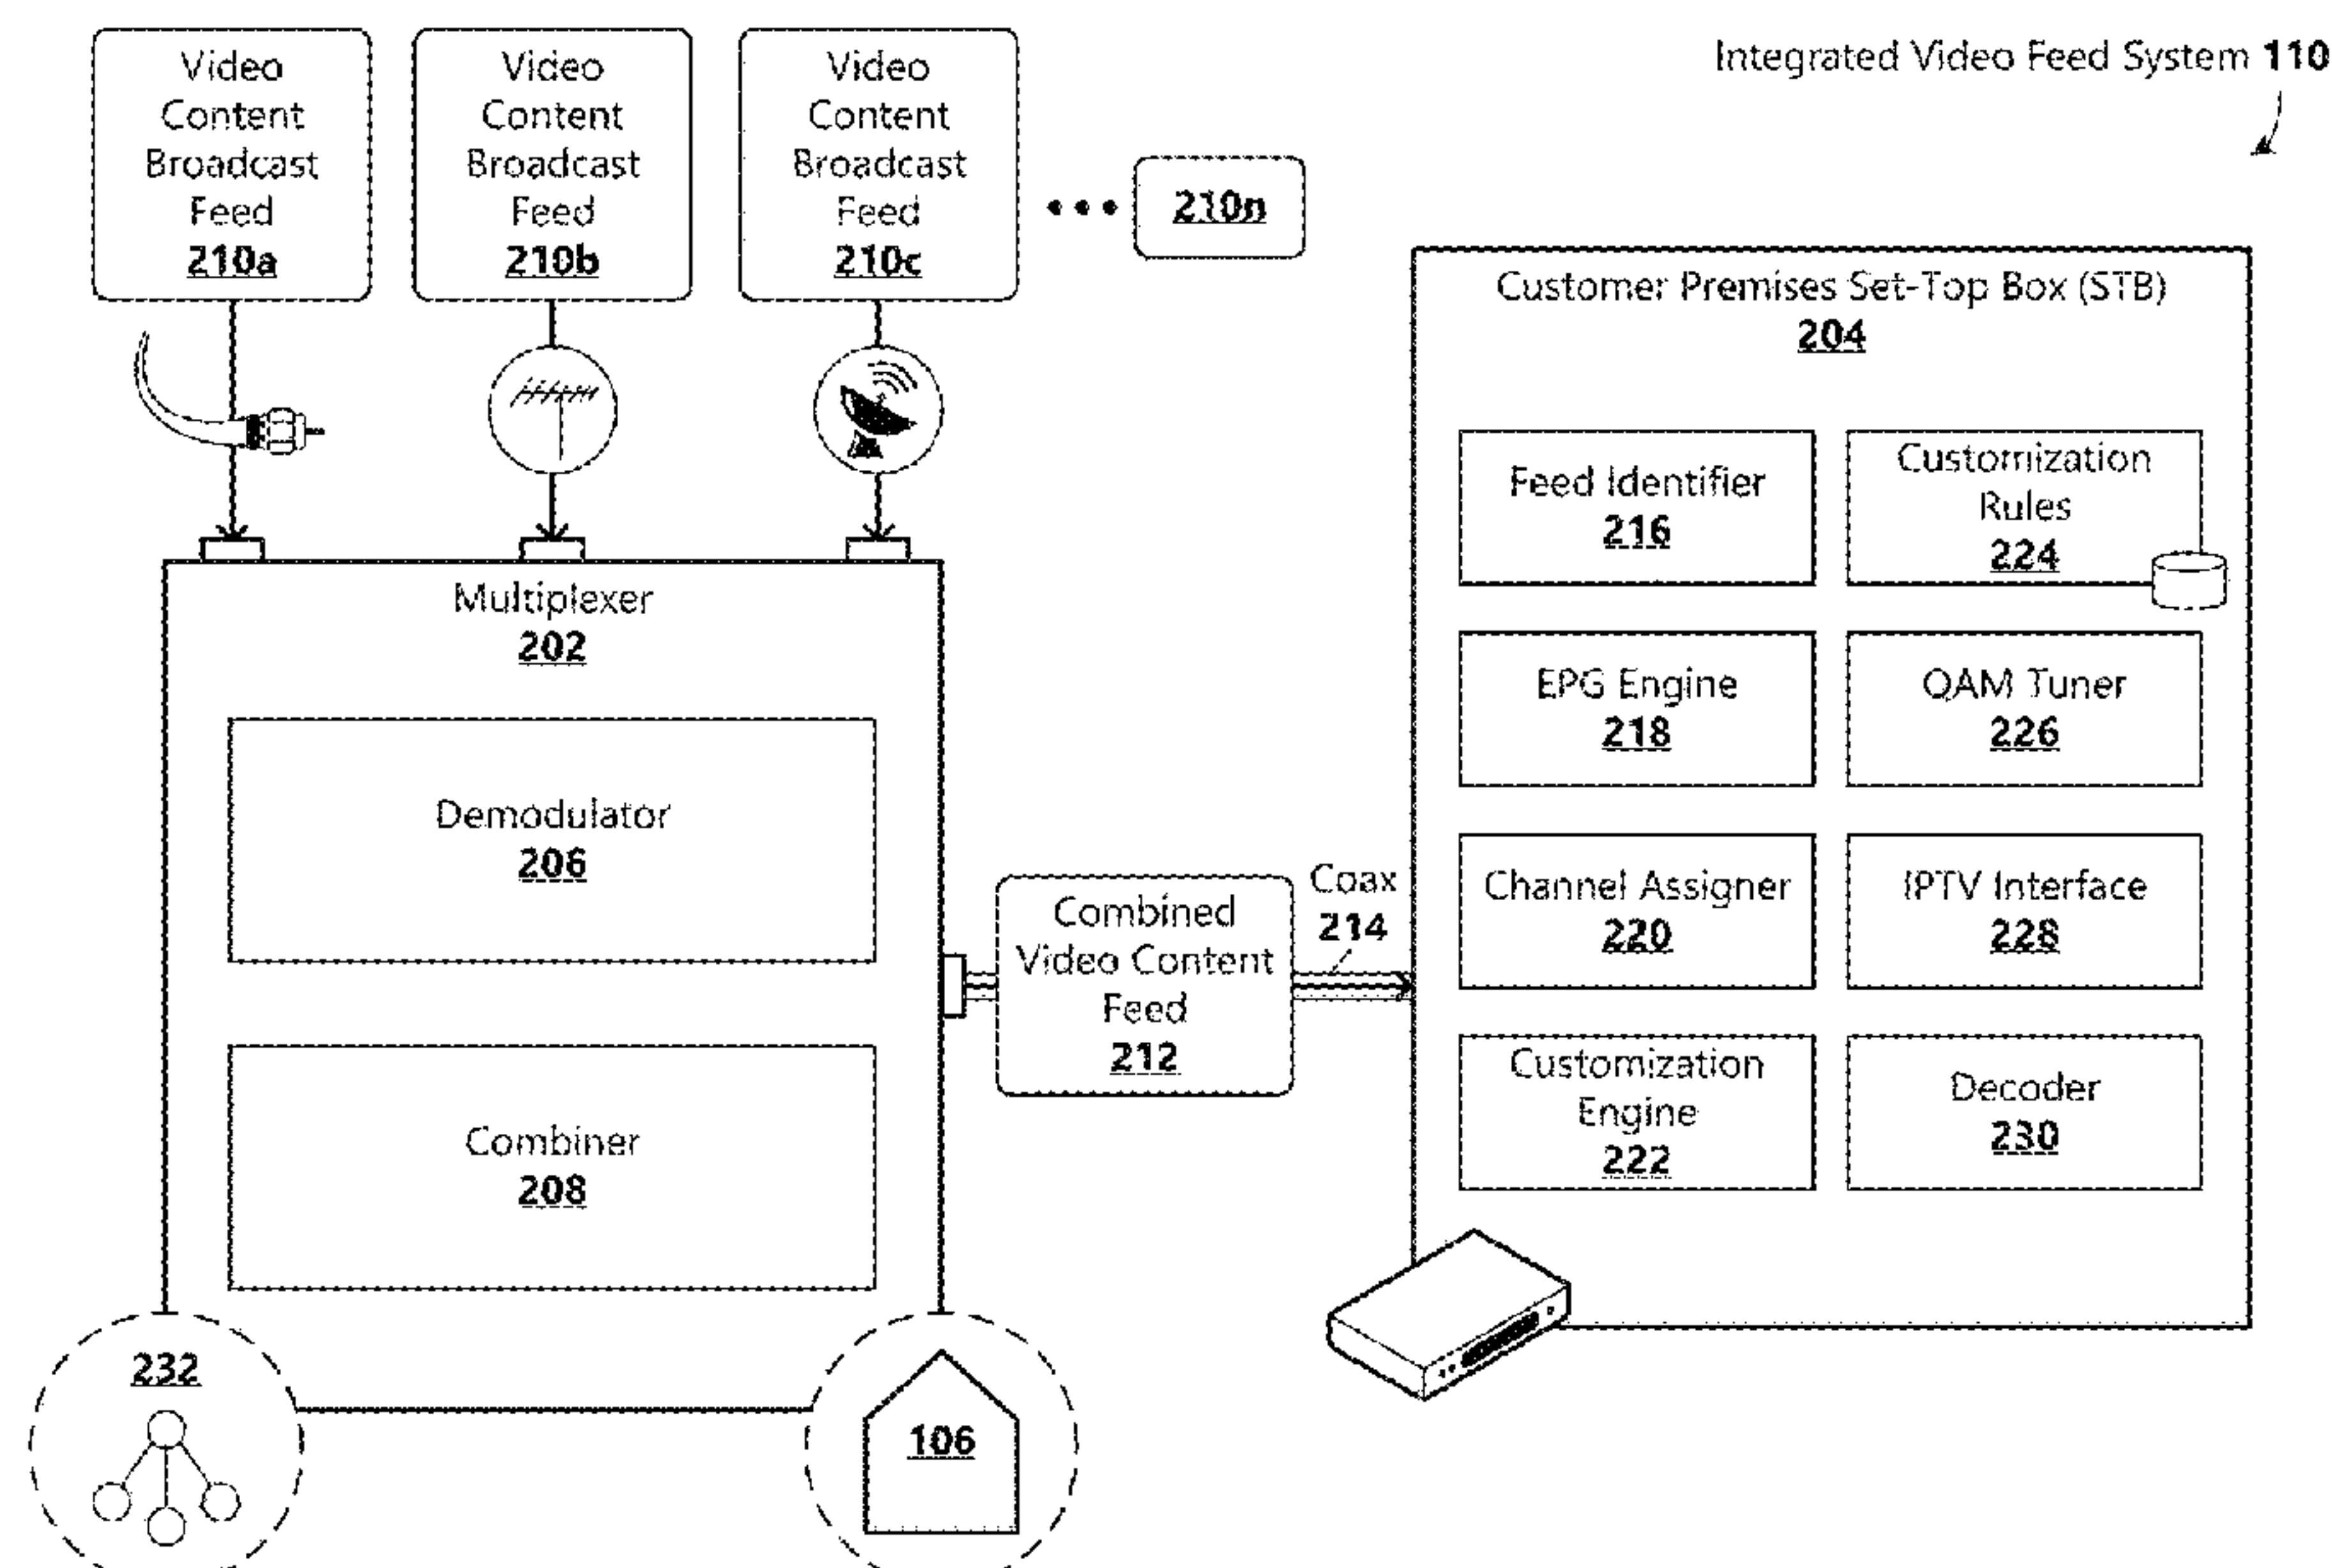 Integrated Video Feed System 110
Video
Content
Broadcast
Feed
210a
Video
Content
Broadcast
Feed
210b
Video
Content
Broadcast
Feed
210c
210n
Multiplexer
202
Demodulator
206
Combiner
208
232
106
Combined
Video Content
Feed
212
Coax
214
Customer Premises Set-Top Box (STB)
204
Feed Identifier
216
Customization
Rules
224
EPG Engine
218
QAM Tuner
226
Channel Assigner
220
IPTV Interface
228
Customization
Engine
222
Decoder
230